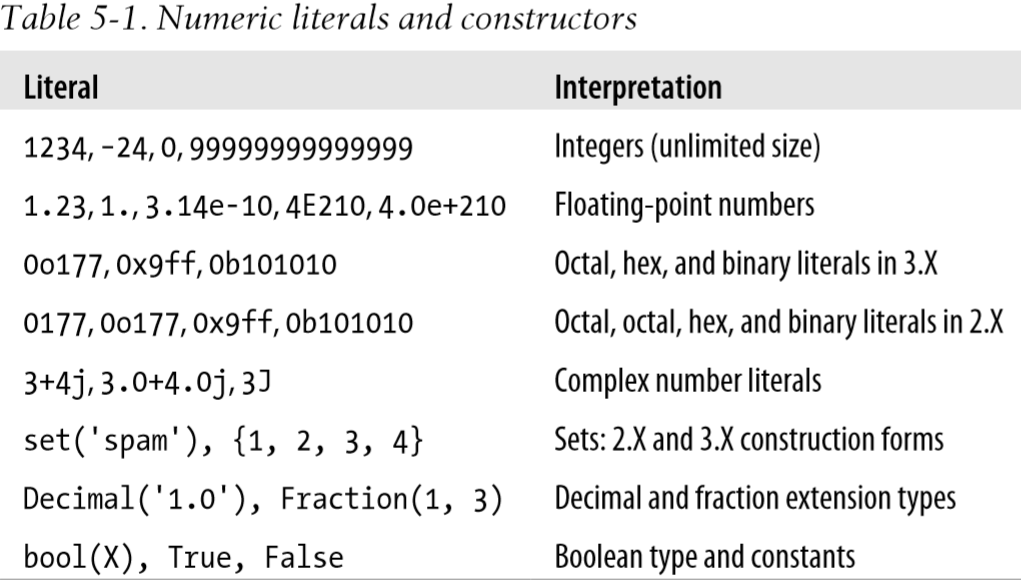 Table 5-1. Numeric literals and constructors
Literal Interpretation
1234, -24, 0, 99999999999999 Integers (unlimited size)
1.23, 1., 3.14e-10, 4E210, 4.0e+210 Floating-point numbers
0o177, 0x9ff, 0b101010 Octal, hex, and binary literals in 3.X
0177, 0o177, 0x9ff, 0b101010 Octal, octal, hex, and binary literals in 2.X
3+4j, 3.0+4.0j, 3J Complex number literals
set('spam'), {1, 2, 3, 4} Sets: 2.X and 3.X construction forms
Decimal('1.0'), Fraction(1, 3) Decimal and fraction extension types
bool(X), True, False Boolean type and constants